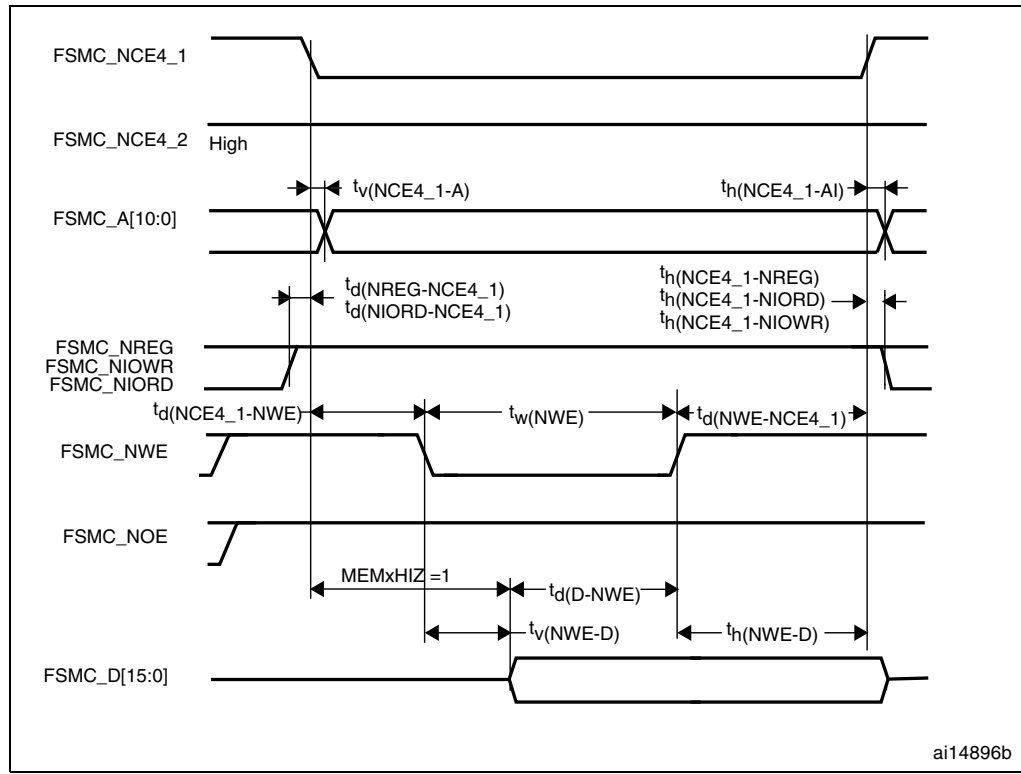 FSMC_NCE4_1
FSMC_NCE4_2 High
tv(NCE4_1-A)
th(NCE4_1-AI)
FSMC_A[10:0]
td(NREG-NCE4_1)
td(NIORD-NCE4_1)
th(NCE4_1-NREG)
th(NCE4_1-NIORD)
th(NCE4_1-NIOWR)
FSMC_NREG
FSMC_NIOWR
FSMC_NIORD
td(NCE4_1-NWE)
tw(NWE)
td(NWE-NCE4_1)
FSMC_NWE
FSMC_NOE
MEMxHIZ =1
td(D-NWE)
tv(NWE-D)
th(NWE-D)
FSMC_D[15:0]
ai14896b